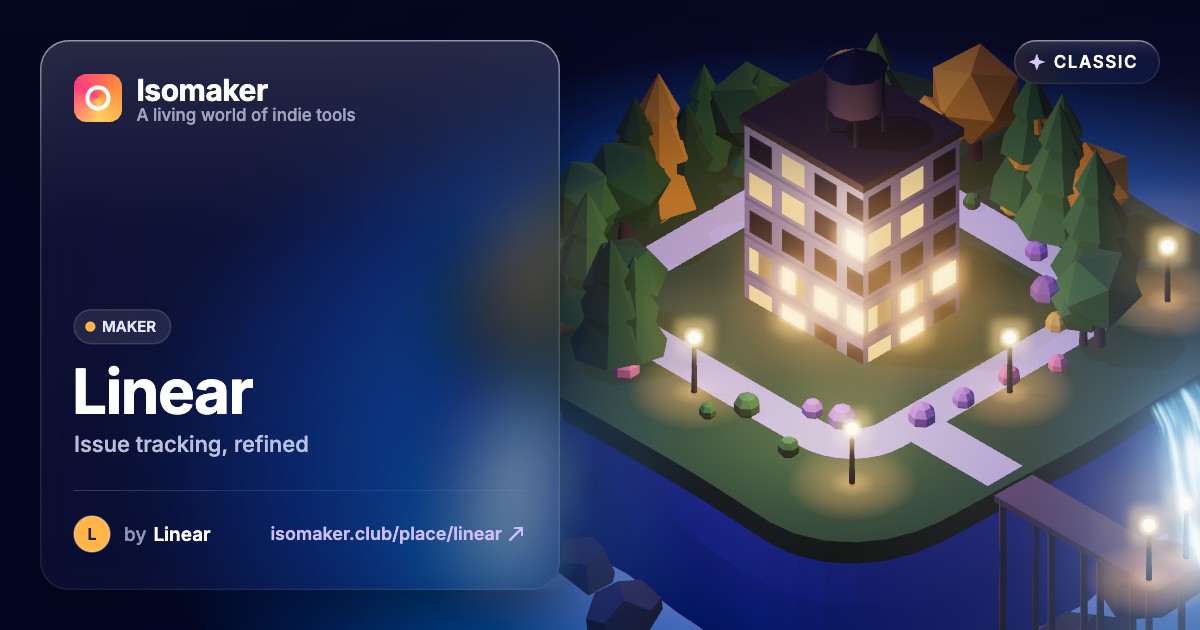 Isomaker
A living world of indie tools
CLASSIC
MAKER
Linear
Issue tracking, refined
L by Linear
isomaker.club/place/linear ↗